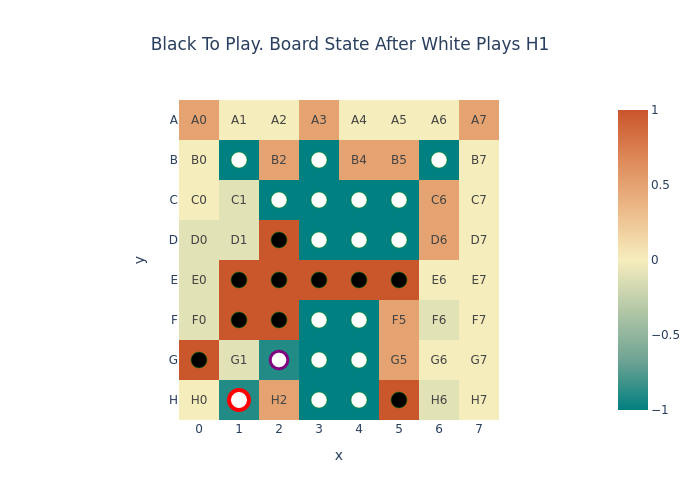 Black To Play. Board State After White Plays H1
A A0 A1 A2 A3 A4 A5 A6 A7
B B0 B2 B4 B5 B7
C C0 C1 C6 C7
D D0 D1 D6 D7
E E0 E6 E7
F F0 F5 F6 F7
G G1 G5 G6 G7
H H0 H2 H6 H7
0 1 2 3 4 5 6 7
x
y
1
0.5
0
−0.5
−1